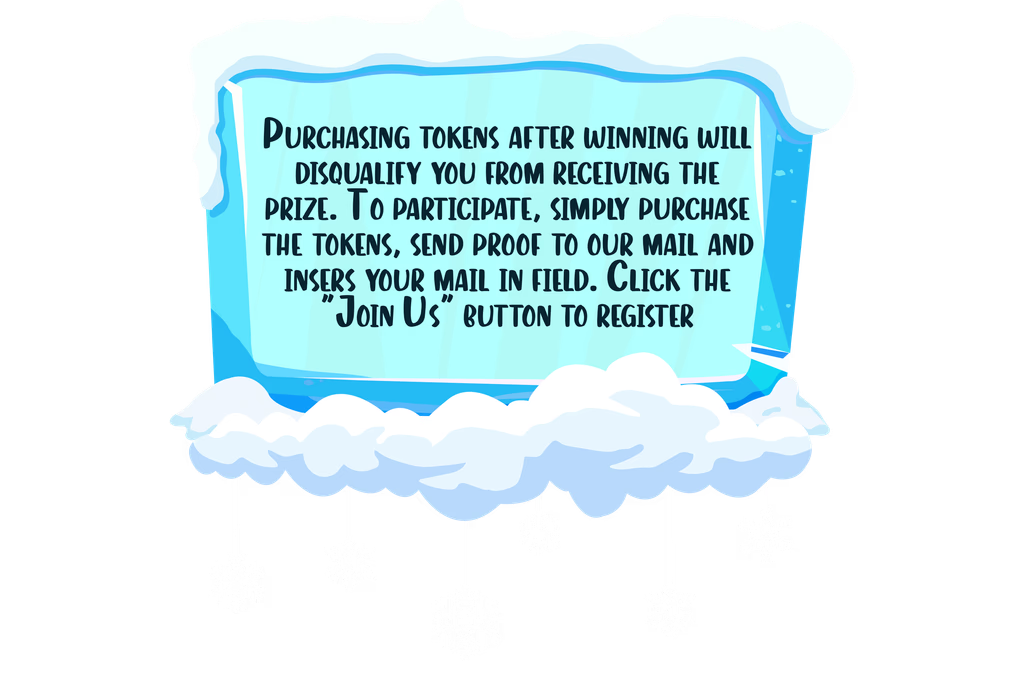 Purchasing tokens after winning will
disqualify you from receiving the
prize. To participate, simply purchase
the tokens, send proof to our mail and
insers your mail in field. Click the
"Join Us" button to register